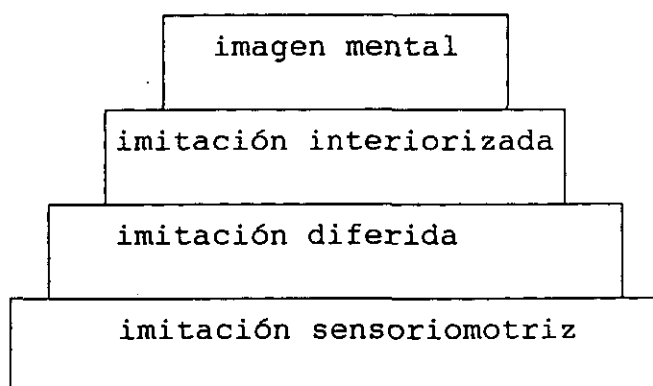 imagen mental
imitación interiorizada
imitación diferida
imitación sensoriomotriz